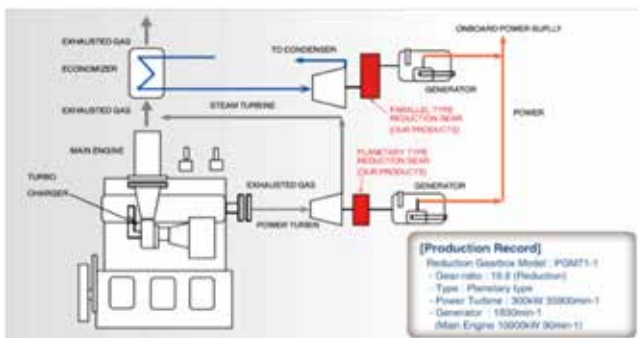 EXHAUSTED GAS
ECONOMIZER
EXHAUSTED GAS
MAIN ENGINE
TURBO
CHARGER
STEAM TURBINE
TO CONDENSER
ONBOARD POWER SUPLLY
GENERATOR
PARALLEL TYPE
REDUCTION GEAR
(OUR PRODUCTS)
POWER
PLANETARY TYPE
REDUCTION GEAR
(OUR PRODUCTS)
EXHAUSTED GAS
POWER TURBIN
GENERATOR
[Production Record]
Reduction Gearbox Model : PGM71-1
- Gear ratio : 19.6 (Reduction)
- Type : Planetary type
- Power Turbine : 300kW 35900min-1
- Generator : 1830min-1
(Main Engine 10000kW 90min-1)